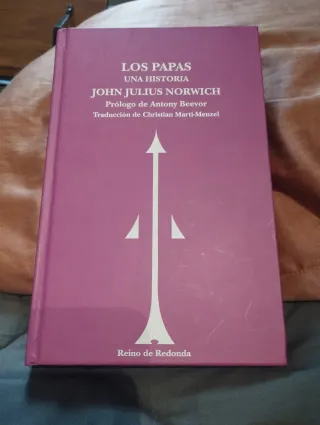 LOS PAPAS
UNA HISTORIA
JOHN JULIUS NORWICH
Prólogo de Antony Beevor
Traducción de Christian Martí-Menzel
Reino de Redonda